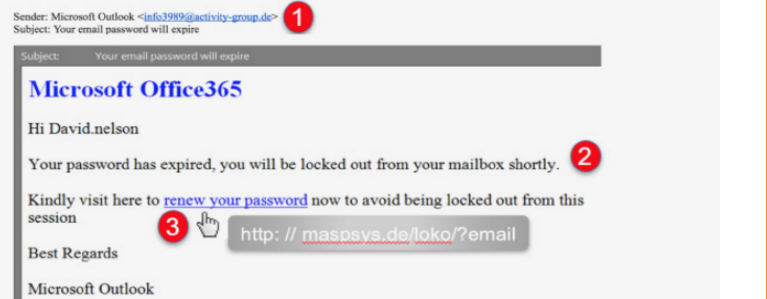 Sender: Microsoft Outlook <info3989@activity-group.de> 1
Subject: Your email password will expire
Subject: Your email password will expire
Microsoft Office365
Hi David.nelson
Your password has expired, you will be locked out from your mailbox shortly. 2
Kindly visit here to renew your password now to avoid being locked out from this
session
3 http: // maspsys.de/loko/?email
Best Regards
Microsoft Outlook